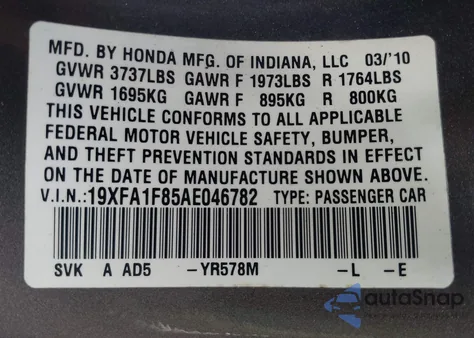 MFD. BY HONDA MFG. OF INDIANA, LLC 03/'10
GVWR 3737LBS GAWR F 1973LBS R 1764LBS
GVWR 1695KG GAWR F 895KG R 800KG
THIS VEHICLE CONFORMS TO ALL APPLICABLE
FEDERAL MOTOR VEHICLE SAFETY, BUMPER,
AND THEFT PREVENTION STANDARDS IN EFFECT
ON THE DATE OF MANUFACTURE SHOWN ABOVE.
V.I.N.:19XFA1F85AE046782 TYPE: PASSENGER CAR
SVK A AD5 -YR578M -L -E
autoSnap